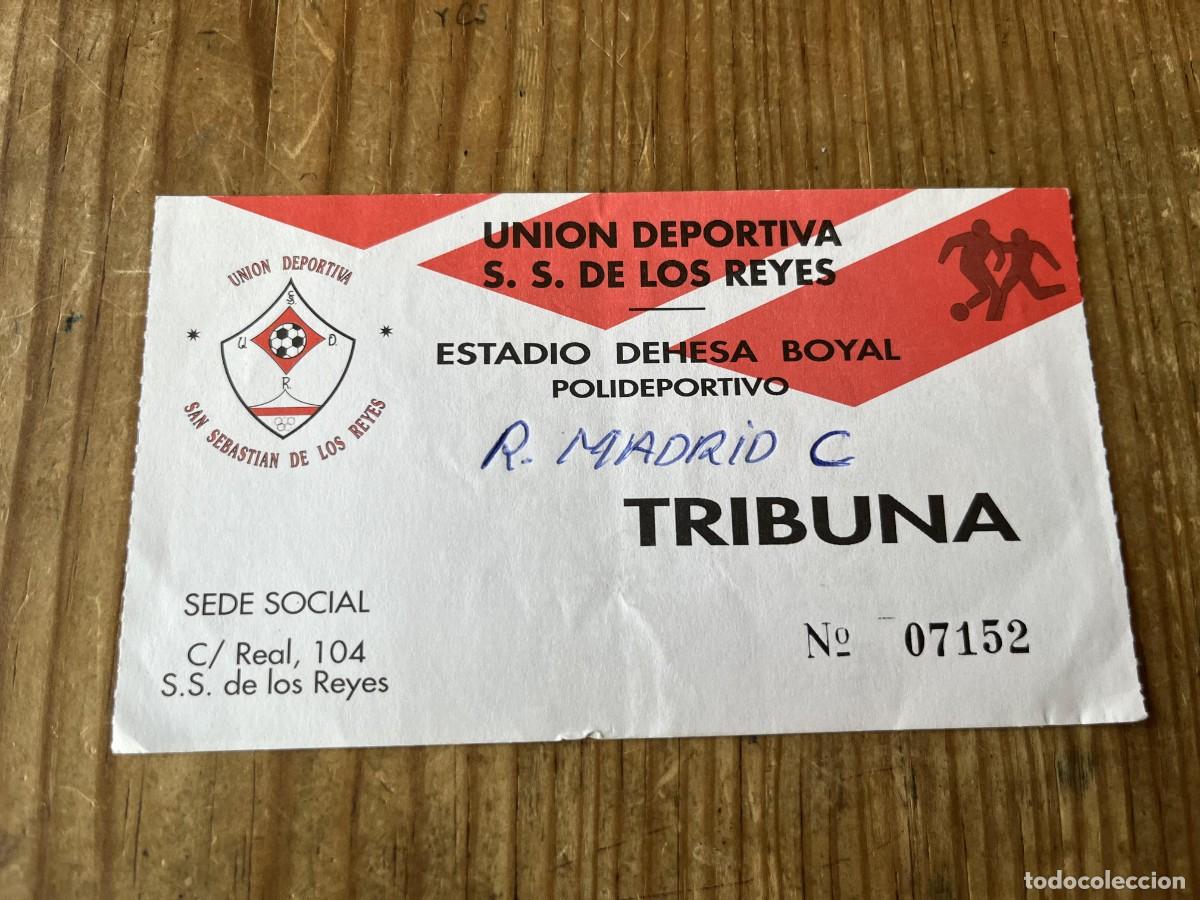 UNION DEPORTIVA
S. S. DE LOS REYES
ESTADIO DEHESA BOYAL
POLIDEPORTIVO
R. MADRID C
TRIBUNA
Nº 07152
UNION DEPORTIVA
S.S.
U. D.
R.
SAN SEBASTIAN DE LOS REYES
SEDE SOCIAL
C/ Real, 104
S.S. de los Reyes
todocoleccion